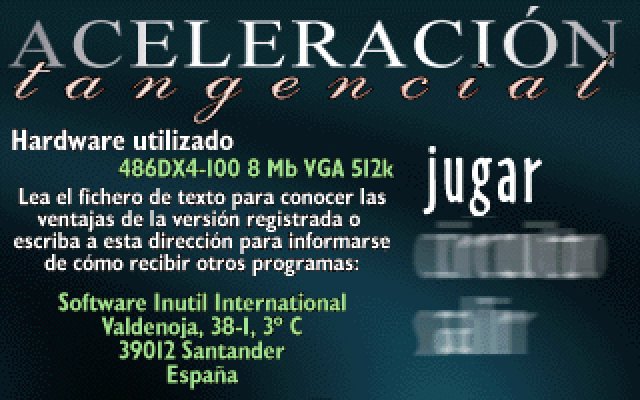 ACELERACIÓN
tangencial
Hardware utilizado
486DX4-100 8 Mb VGA 512k
Lea el fichero de texto para conocer las
ventajas de la versión registrada o
escriba a esta dirección para informarse
de cómo recibir otros programas:
Software Inutil International
Valdenoja, 38-1, 3º C
39012 Santander
España
jugar